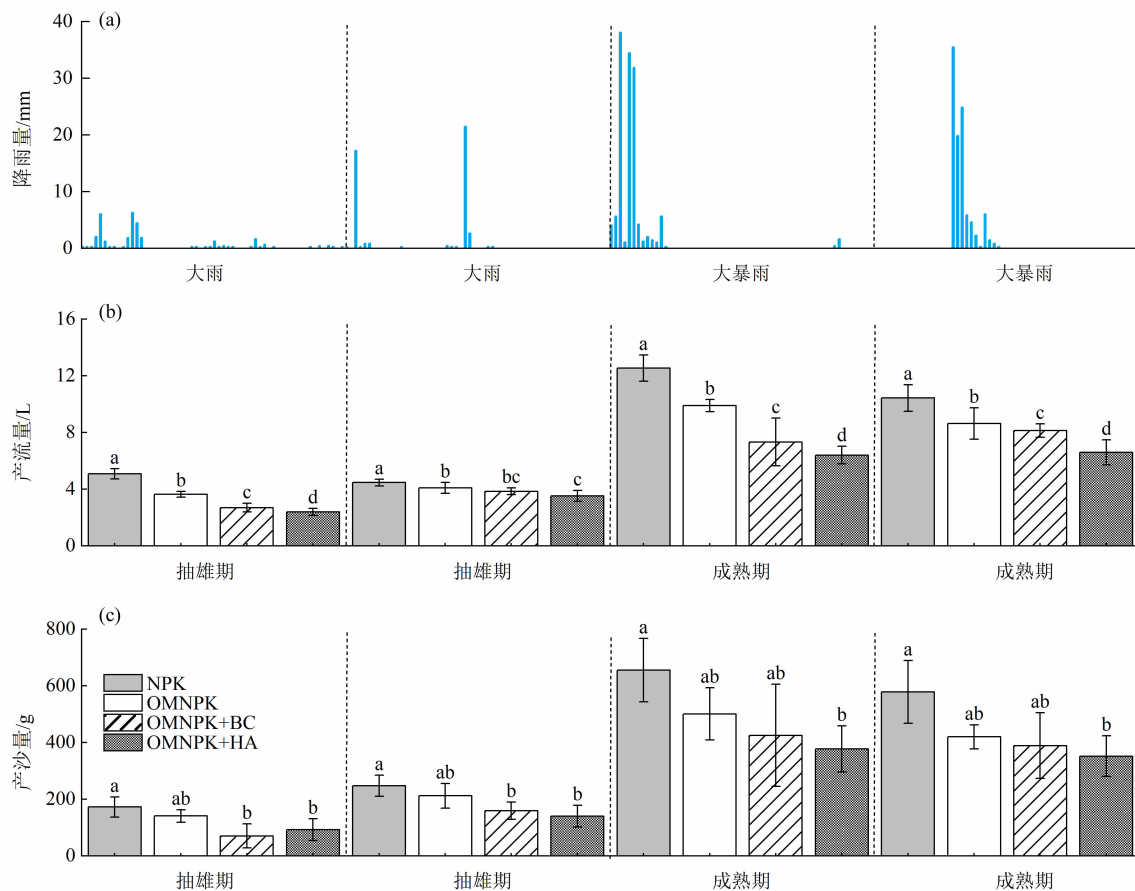 (a)
降雨量/mm
40
30
20
10
0
大雨 大雨 大暴雨 大暴雨
(b)
产流量/L
16
12
8
4
0
a b c d a b bc c a b c d a b c d
抽雄期 抽雄期 成熟期 成熟期
(c)
产沙量/g
800
600
400
200
0
NPK
OMNPK
OMNPK+BC
OMNPK+HA
a ab b b a ab b b a ab ab b a ab ab b
抽雄期 抽雄期 成熟期 成熟期